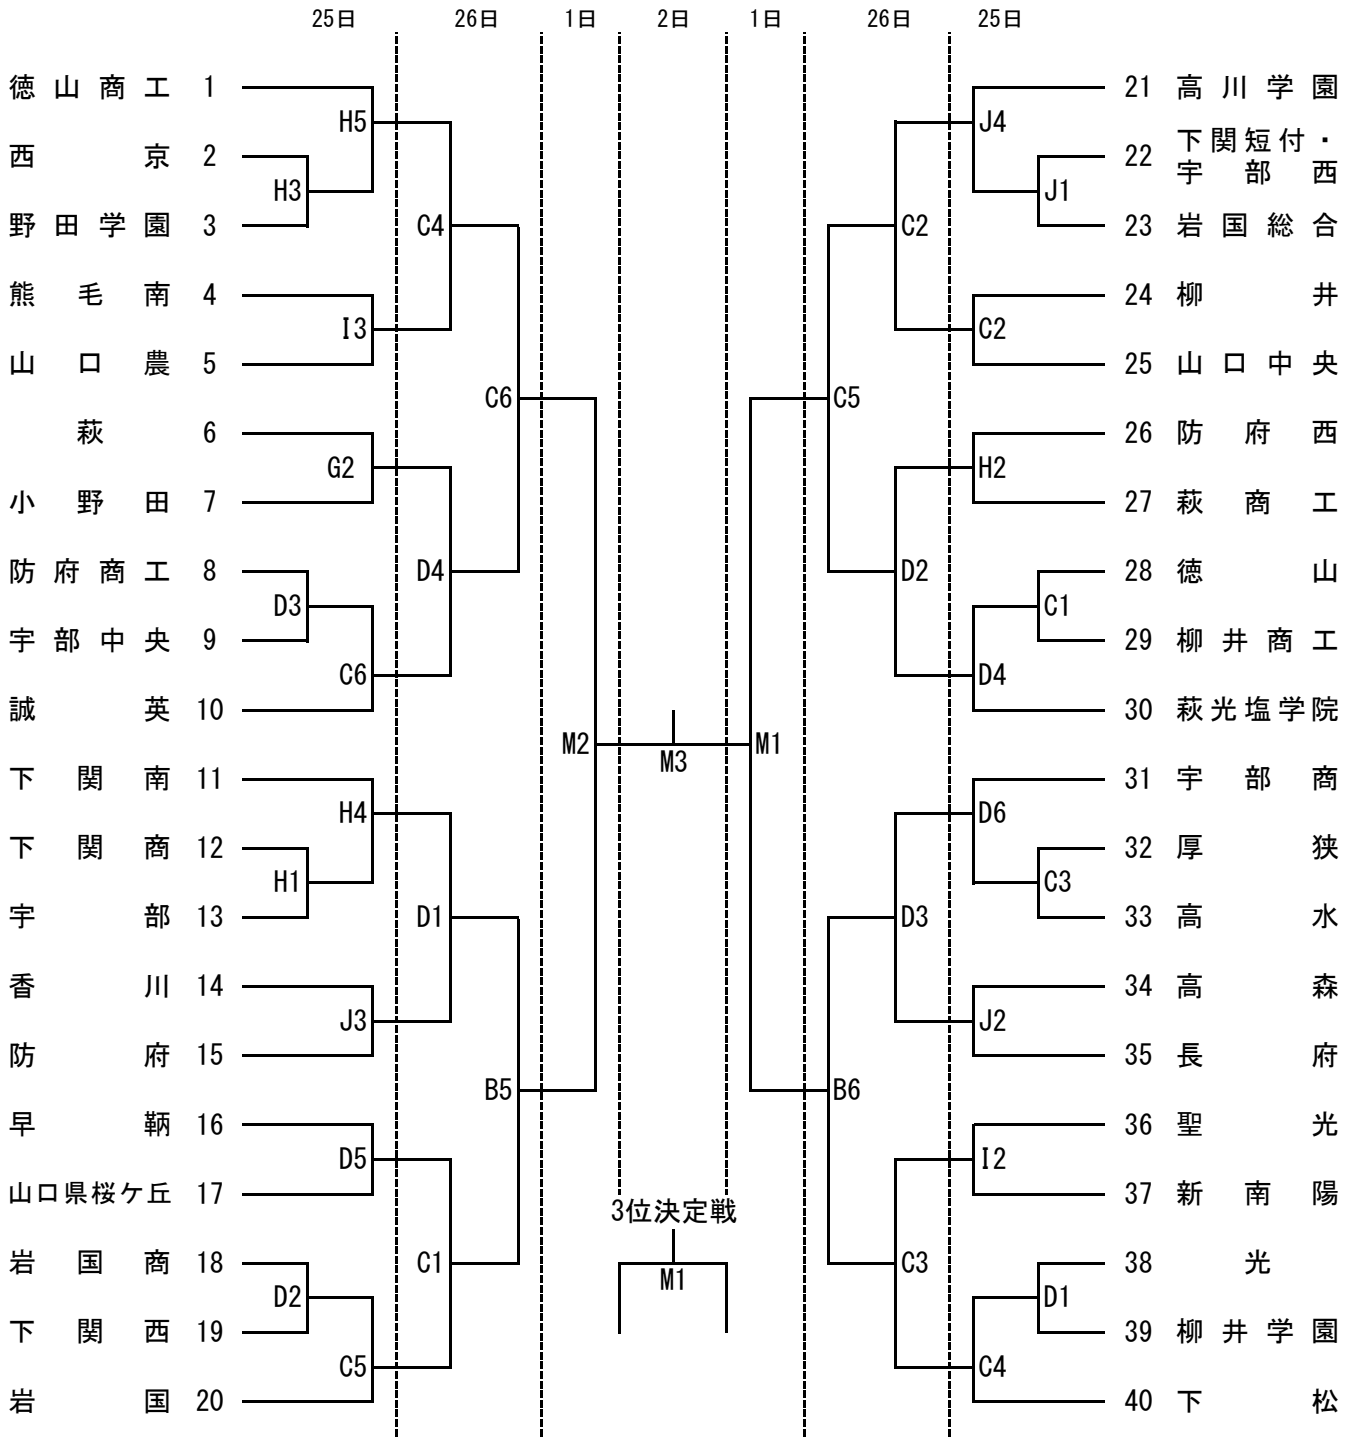 25日 26日 1日 2日 1日 26日 25日
徳山商工 1
西京 2
野田学園 3
熊毛南 4
山口農 5
萩 6
小野田 7
防府商工 8
宇部中央 9
誠英 10
下関南 11
下関商 12
宇部 13
香川 14
防府 15
早鞆 16
山口県桜ケ丘 17
岩国商 18
下関西 19
岩国 20
H5
H3
C4
I3
C6
G2
D4
D3
C6
M2
H4
H1
D1
J3
B5
D5
C1
D2
C5
M3
3位決定戦
M1
J4
J1
C2
C2
C5
H2
D2
C1
D4
M1
D6
C3
D3
J2
B6
I2
C3
D1
C4
21 高川学園
22 下関短付・
宇部西
23 岩国総合
24 柳井
25 山口中央
26 防府西
27 萩商工
28 徳山
29 柳井商工
30 萩光塩学院
31 宇部商
32 厚狭
33 高水
34 高森
35 長府
36 聖光
37 新南陽
38 光
39 柳井学園
40 下松